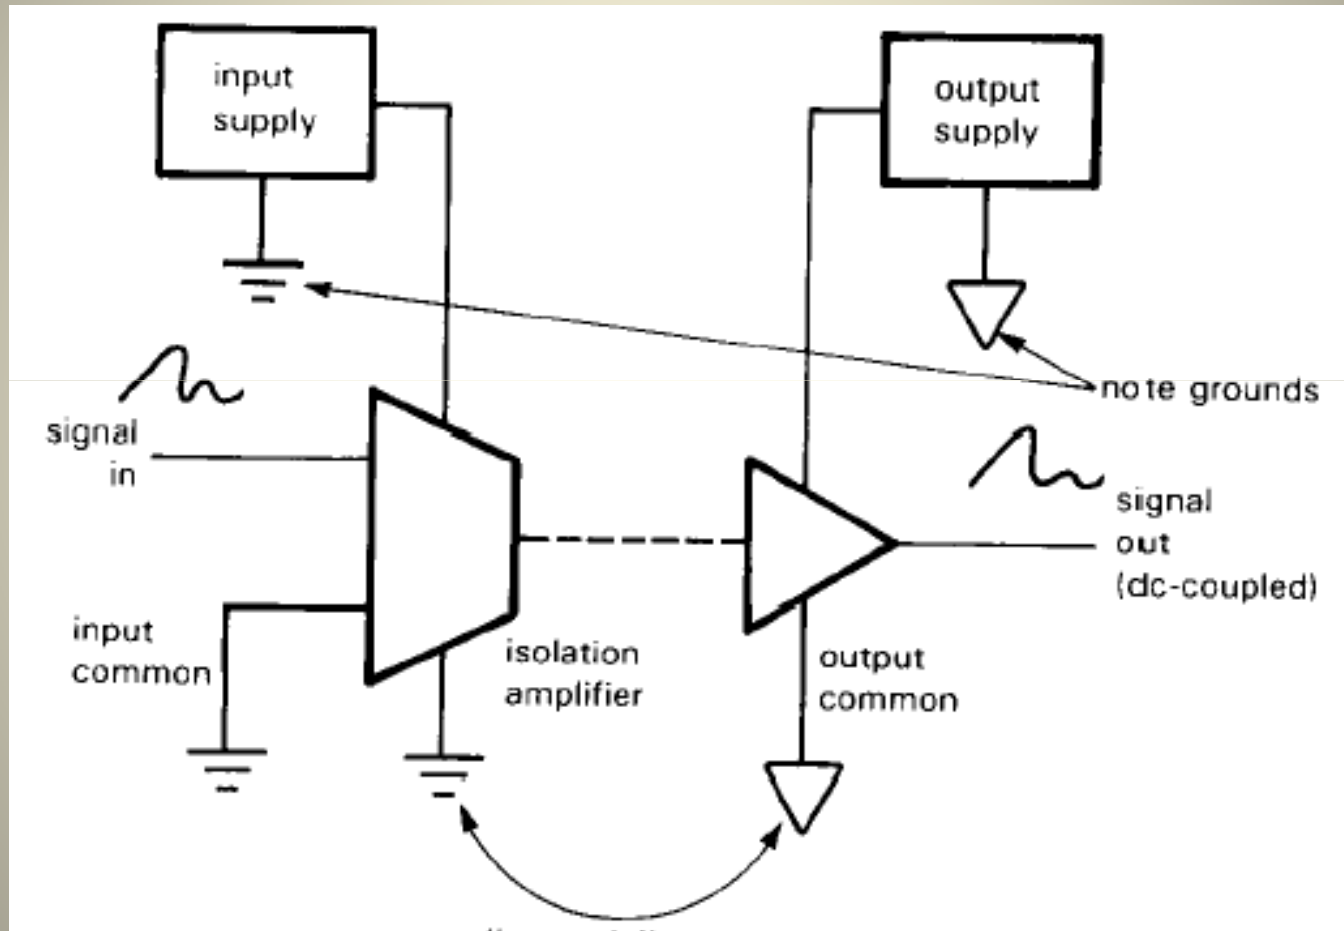 input
supply
output
supply
note grounds
signal
in
signal
out
(dc-coupled)
input
common
isolation
amplifier
output
common